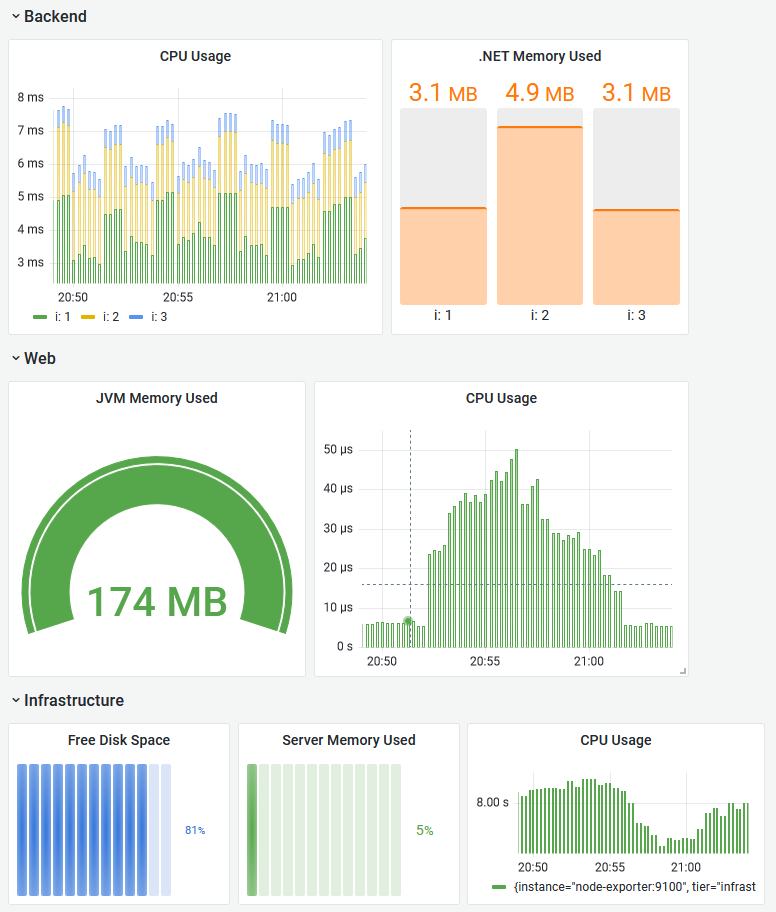 Backend
CPU Usage
8 ms
7 ms
6 ms
5 ms
4 ms
3 ms
20:50 20:55 21:00
i: 1 i: 2 i: 3
.NET Memory Used
3.1 MB 4.9 MB 3.1 MB
i: 1 i: 2 i: 3
Web
JVM Memory Used
174 MB
CPU Usage
50 µs
40 µs
30 µs
20 µs
10 µs
0 s
20:50 20:55 21:00
Infrastructure
Free Disk Space
81%
Server Memory Used
5%
CPU Usage
8.00 s
20:50 20:55 21:00
{instance="node-exporter:9100", tier="infrast